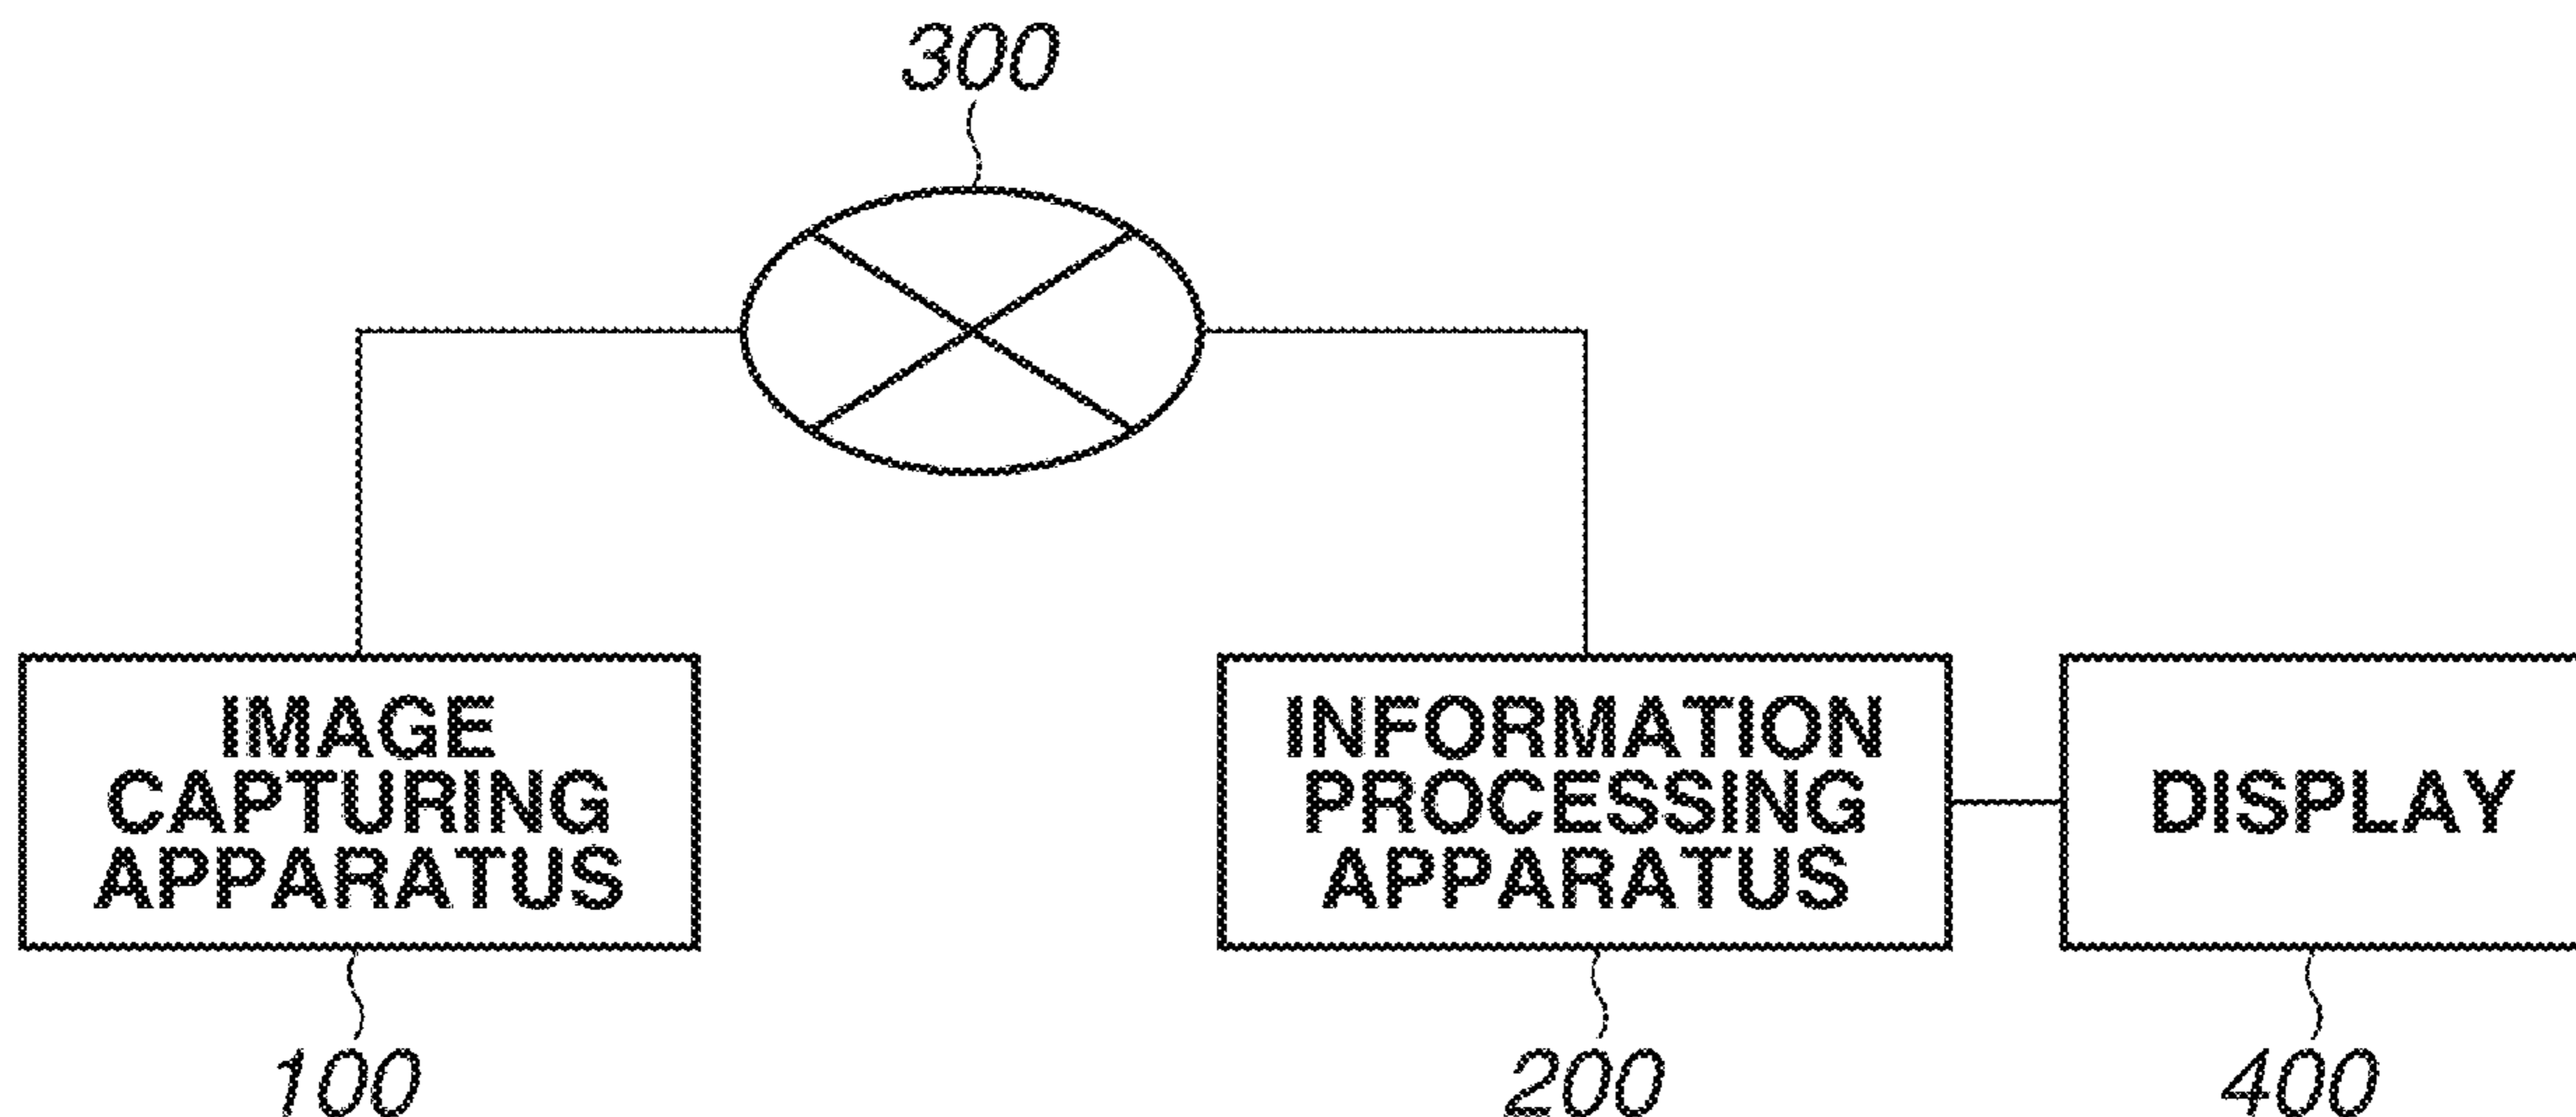 300
IMAGE
CAPTURING
APPARATUS
INFORMATION
PROCESSING
APPARATUS
DISPLAY
100
200
400